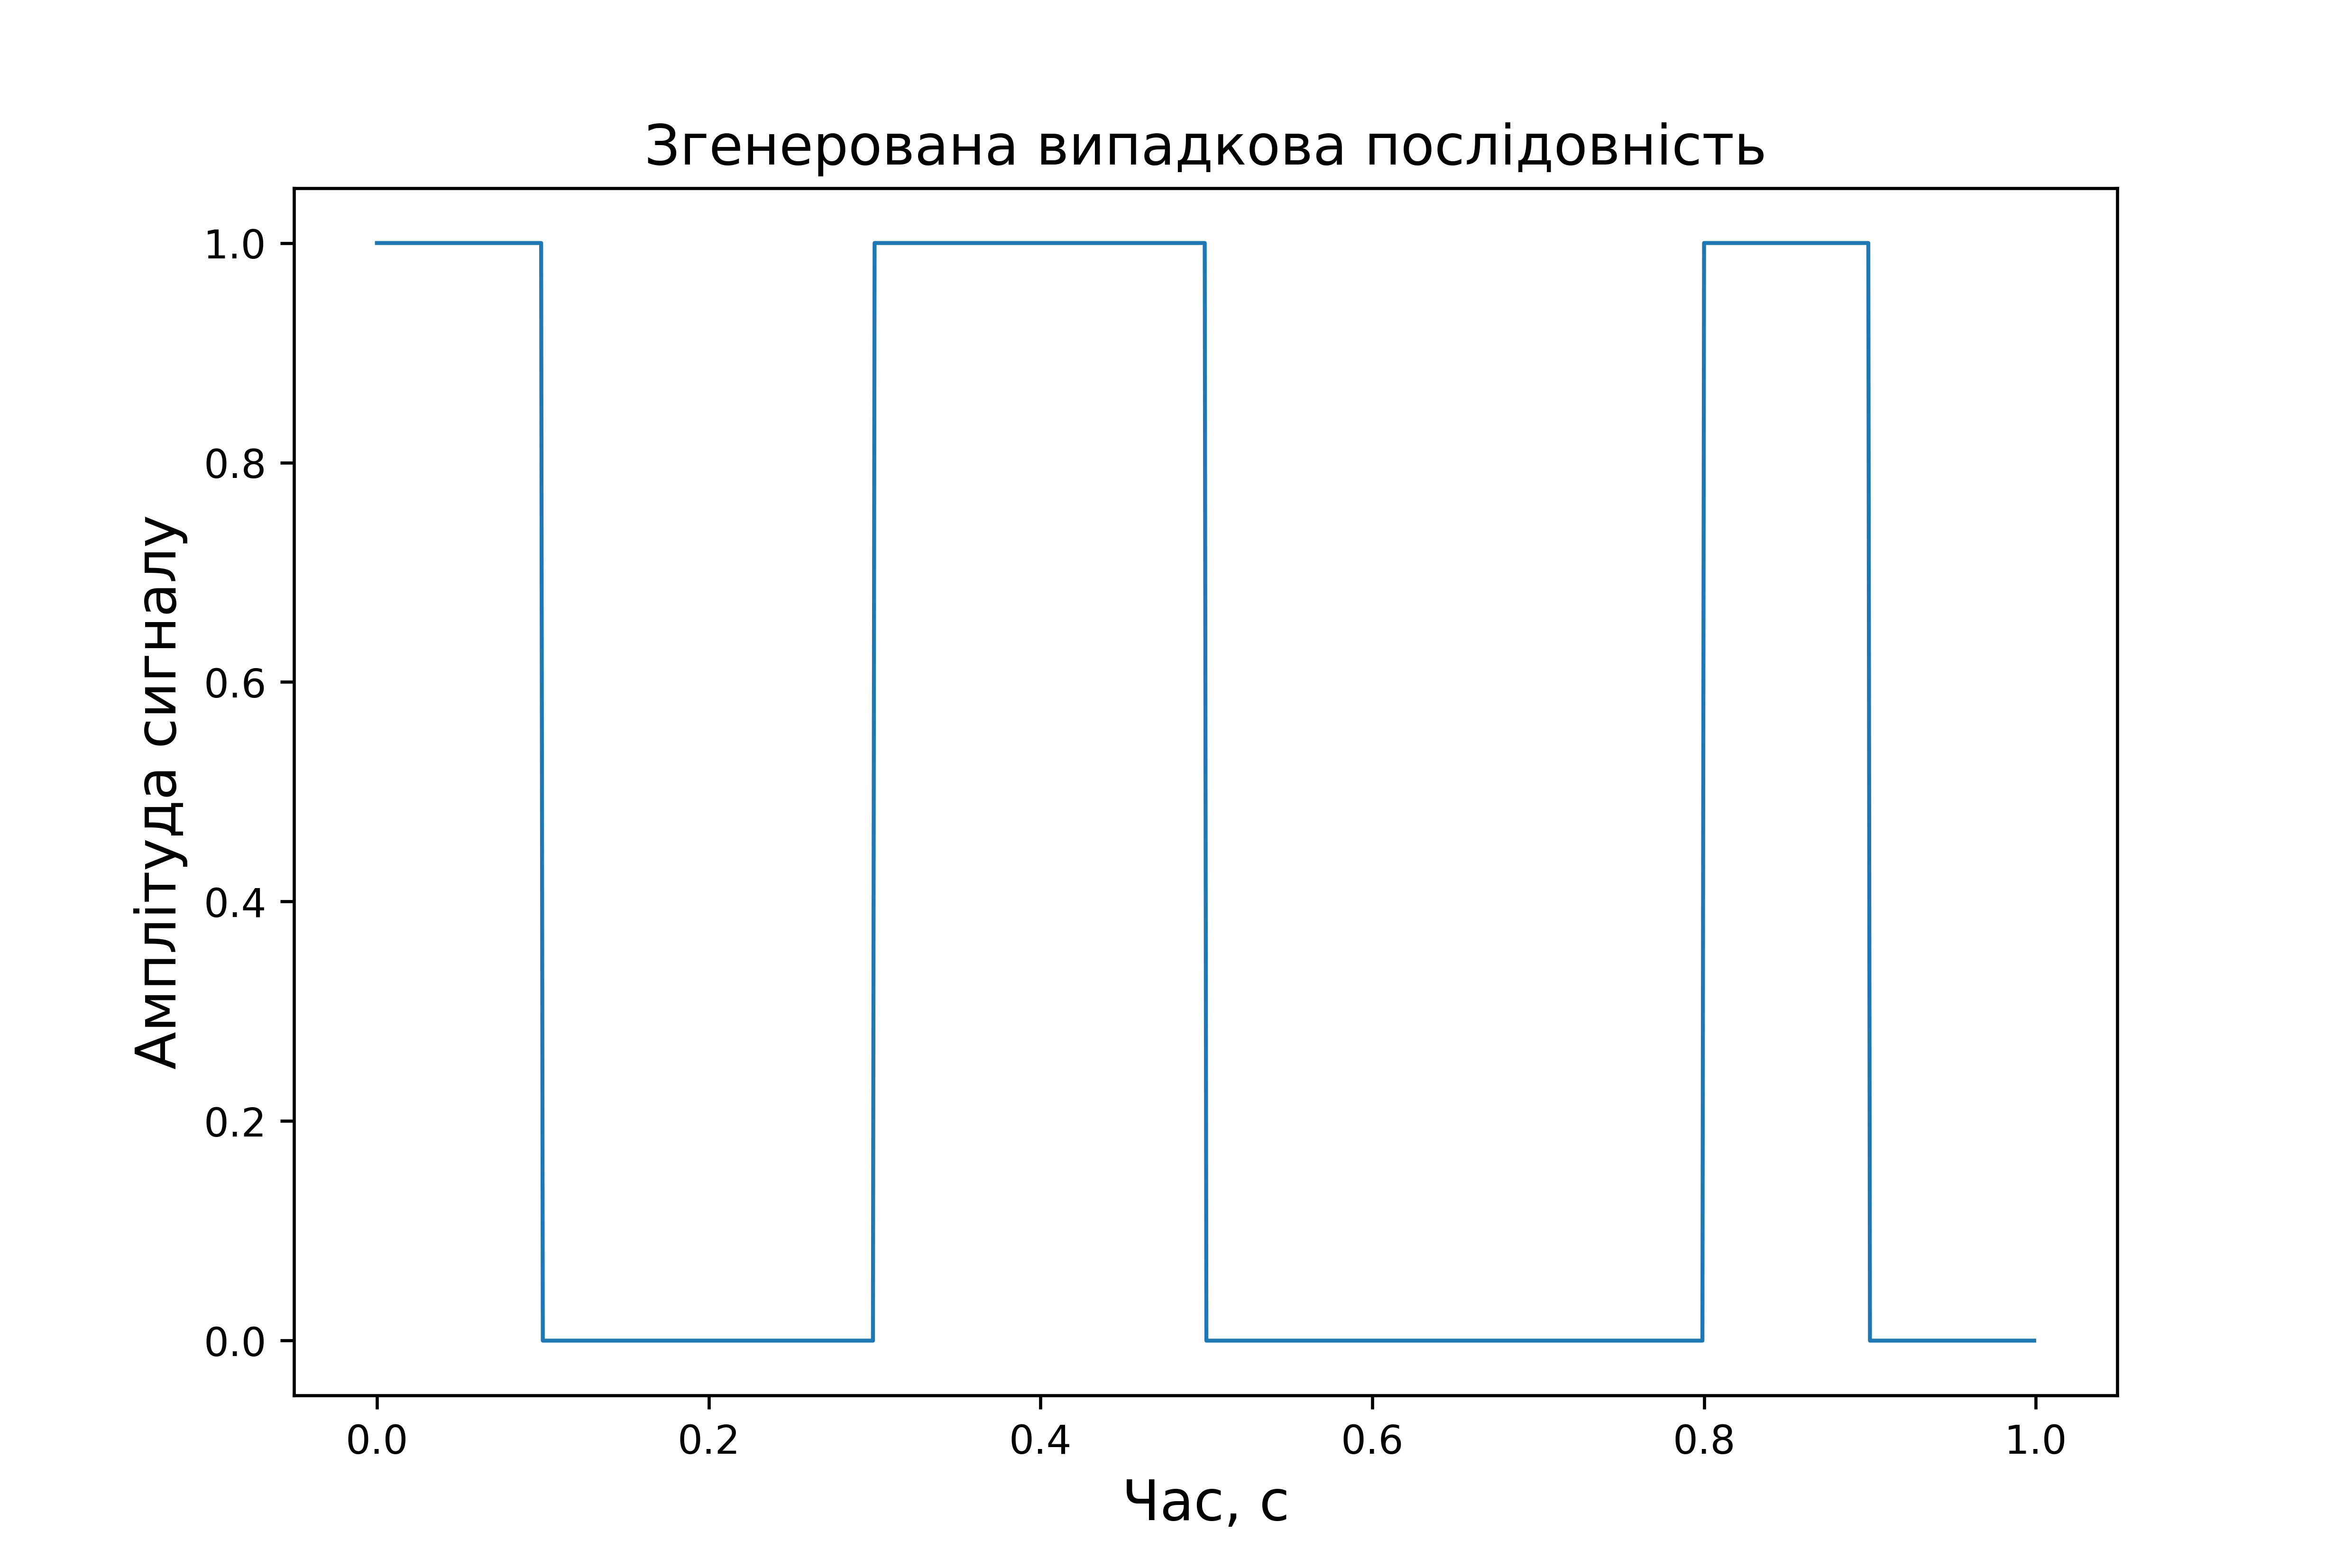 Згенерована випадкова послідовність
Амплітуда сигналу
1.0
0.8
0.6
0.4
0.2
0.0
0.0 0.2 0.4 0.6 0.8 1.0
Час, с